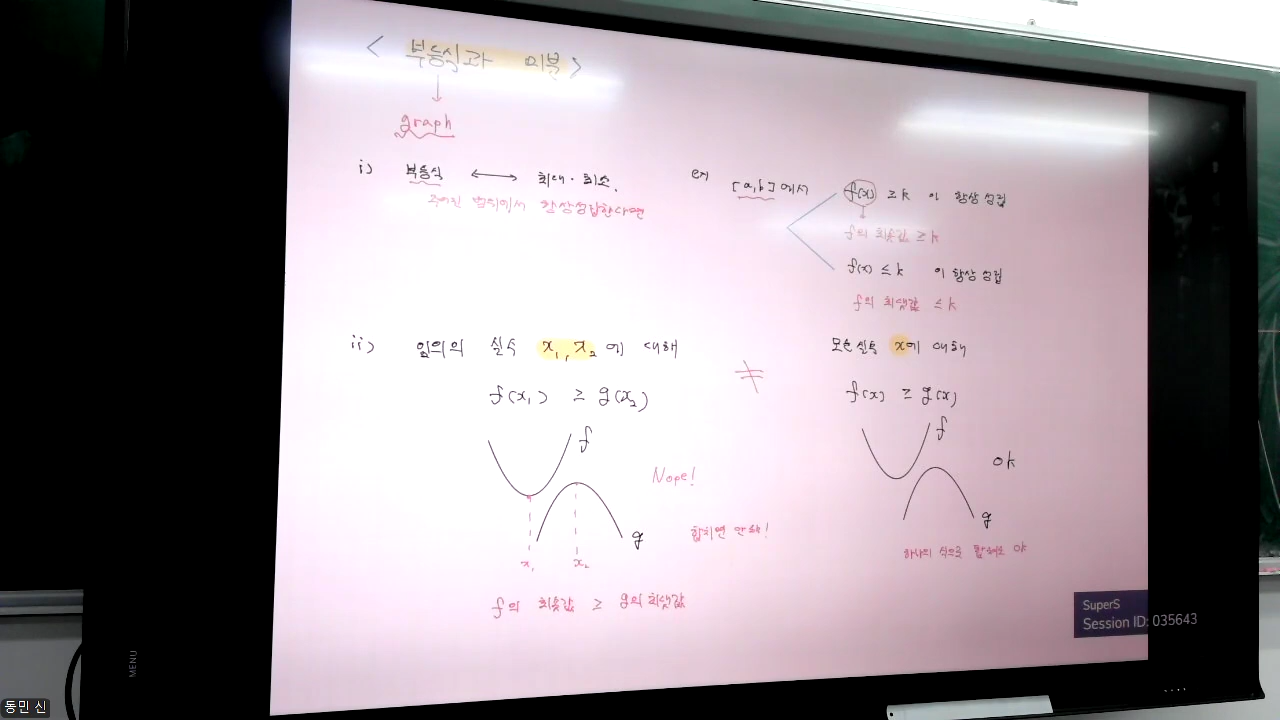 < 부등식과 미분 >
graph
i) 부등식 ⟷ 최대·최소.
주어진 범위에서 항상성립한다면
ex [a,b]에서 f(x) ≥ k 이 항상 성립
f의 최솟값 ≥ k
f(x) ≤ k 이 항상 성립
f의 최댓값 ≤ k
ii) 임의의 실수 x₁, x₂에 대해
f(x₁) ≥ g(x₂)
f
g
x₁ x₂
Nope!
합치면 안돼!
f의 최솟값 ≥ g의 최댓값
≠
모든 실수 x에 대해
f(x) ≥ g(x)
f
ok
g
하나의 식으로 합쳐도 ok
SuperS
Session ID: 035643
MENU
동민 신